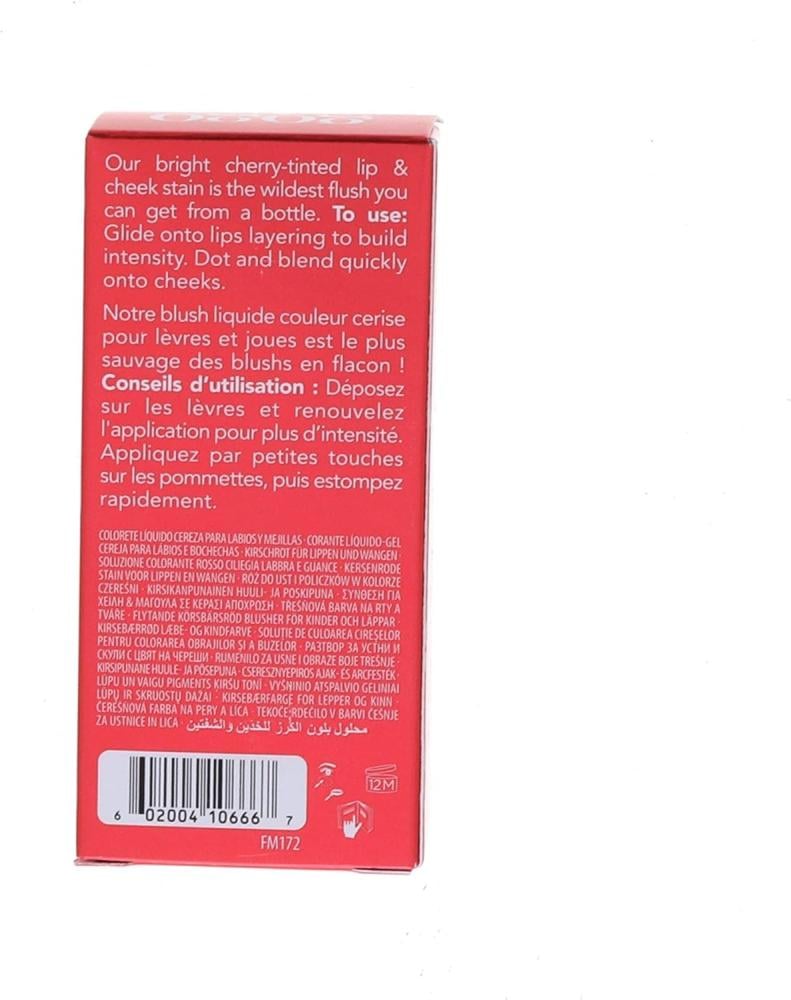 Our bright cherry-tinted lip &
cheek stain is the wildest flush you
can get from a bottle. To use:
Glide onto lips layering to build
intensity. Dot and blend quickly
onto cheeks.
Notre blush liquide couleur cerise
pour lèvres et joues est le plus
sauvage des blushs en flacon !
Conseils d'utilisation : Déposez
sur les lèvres et renouvelez
l'application pour plus d'intensité.
Appliquez par petites touches
sur les pommettes, puis estompez
rapidement.
COLORETE LÍQUIDO CEREZA PARA LABIOS Y MEJILLAS · CORANTE LÍQUIDO-GEL
CEREJA PARA LÁBIOS E BOCHECHAS · KIRSCHROT FÜR LIPPEN UND WANGEN ·
SOLUZIONE COLORANTE ROSSO CILIEGIA LABBRA E GUANCE · KERSENRODE
STAIN VOOR LIPPEN EN WANGEN · RÓŻ DO UST I POLICZKÓW W KOLORZE
CZEREŚNI · KIRSIKANPUNAINEN HUULI- JA POSKIPUNA · ΣΥΝΘΕΣΗ ΓΙΑ
ΧΕΙΛΗ & ΜΑΓΟΥΛΑ ΣΕ ΚΕΡΑΣΙ ΑΠΟΧΡΩΣΗ · TŘEŠŇOVÁ BARVA NA RTY A
TVÁŘE · FLYTANDE KÖRSBÄRSRÖD BLUSHER FÖR KINDER OCH LÄPPAR ·
KIRSEBÆRRØD LÆBE- OG KINDFARVE · SOLUȚIE DE CULOAREA CIREȘELOR
PENTRU COLORAREA OBRAJILOR ȘI A BUZELOR · РАЗТВОР ЗА УСТНИ И
СКУЛИ С ЦВЯТ НА ЧЕРЕШИ · RUMENILO ZA USNE I OBRAZE BOJE TREŠNJE ·
KIRSIPUNANE HUULE- JA PÕSEPUNA · CSERESZNYEPIROS AJAK- ÉS ARCFESTÉK ·
LŪPU UN VAIGU PIGMENTS ĶIRŠU TONĪ · VYŠNINIO ATSPALVIO GELINIAI
LŪPŲ IR SKRUOSTŲ DAŽAI · KIRSEBÆRFARGE FOR LEPPER OG KINN ·
ČEREŠŇOVÁ FARBA NA PERY A LÍCA · TEKOČE RDEČILO V BARVI ČEŠNJE
ZA USTNICE IN LICA · محلول بلون الكرز للخدين والشفتين
12M
6 02004 10666 7
FM172